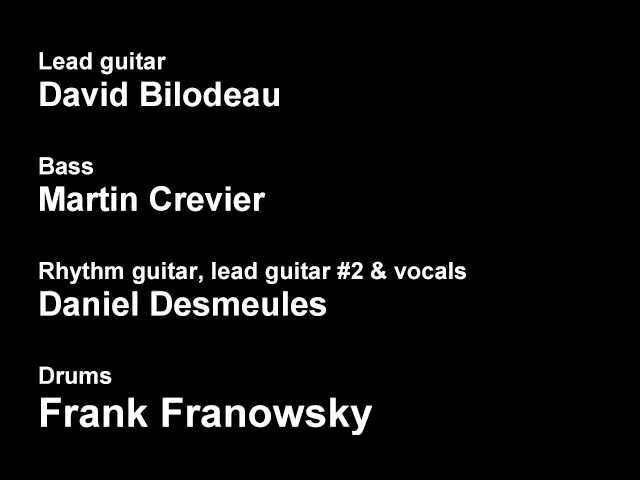 Lead guitar
David Bilodeau
Bass
Martin Crevier
Rhythm guitar, lead guitar #2 & vocals
Daniel Desmeules
Drums
Frank Franowsky